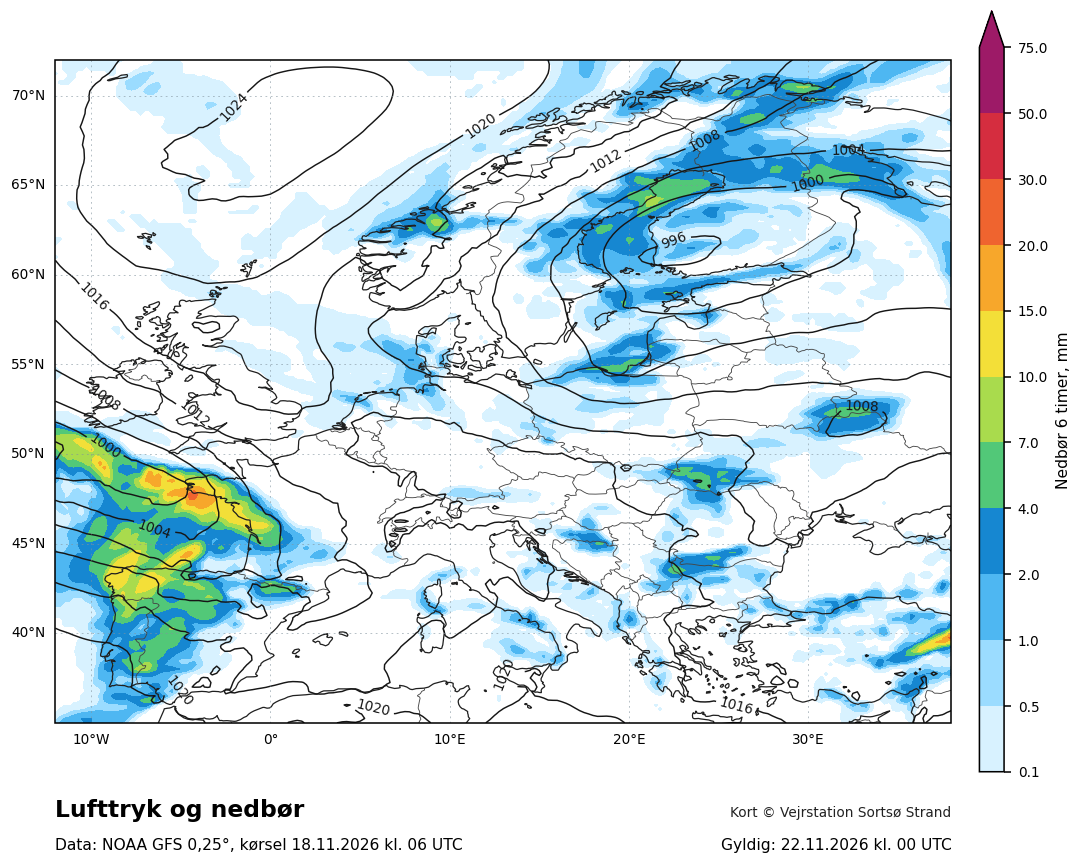 75.0
50.0
30.0
20.0
15.0
10.0
7.0
4.0
2.0
1.0
0.5
0.1
Nedbør 6 timer, mm
70°N
65°N
60°N
55°N
50°N
45°N
40°N
10°W
0°
10°E
20°E
30°E
1024
1020
1012
1008
1004
1000
996
1016
1008
1012
1000
1004
1008
1020
1020
1012
1016
Lufttryk og nedbør
Kort © Vejrstation Sortsø Strand
Data: NOAA GFS 0,25°, kørsel 18.11.2026 kl. 06 UTC
Gyldig: 22.11.2026 kl. 00 UTC